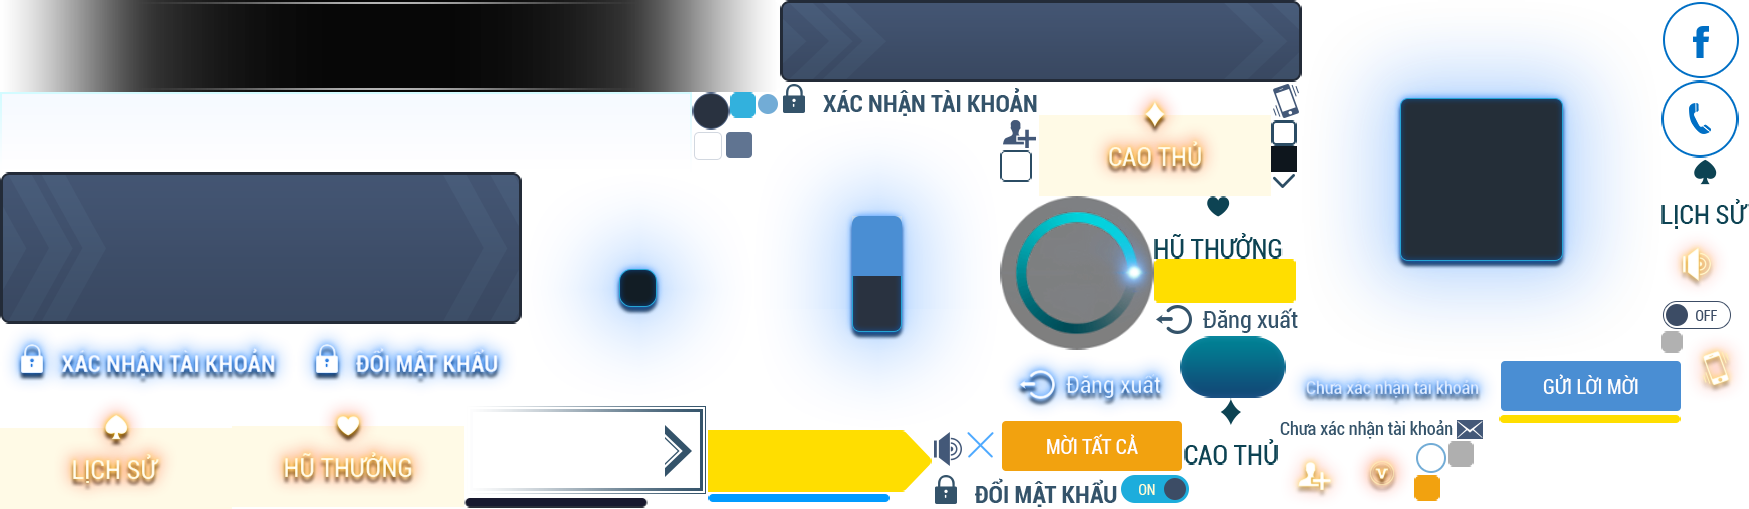 XÁC NHẬN TÀI KHOẢN
CAO THỦ
LỊCH SỬ
HŨ THƯỞNG
Đăng xuất
OFF
XÁC NHẬN TÀI KHOẢN
ĐỔI MẬT KHẨU
Đăng xuất
Chưa xác nhận tài khoản
GỬI LỜI MỜI
LỊCH SỬ
HŨ THƯỞNG
MỜI TẤT CẢ
CAO THỦ
Chưa xác nhận tài khoản
ĐỔI MẬT KHẨU
ON
V